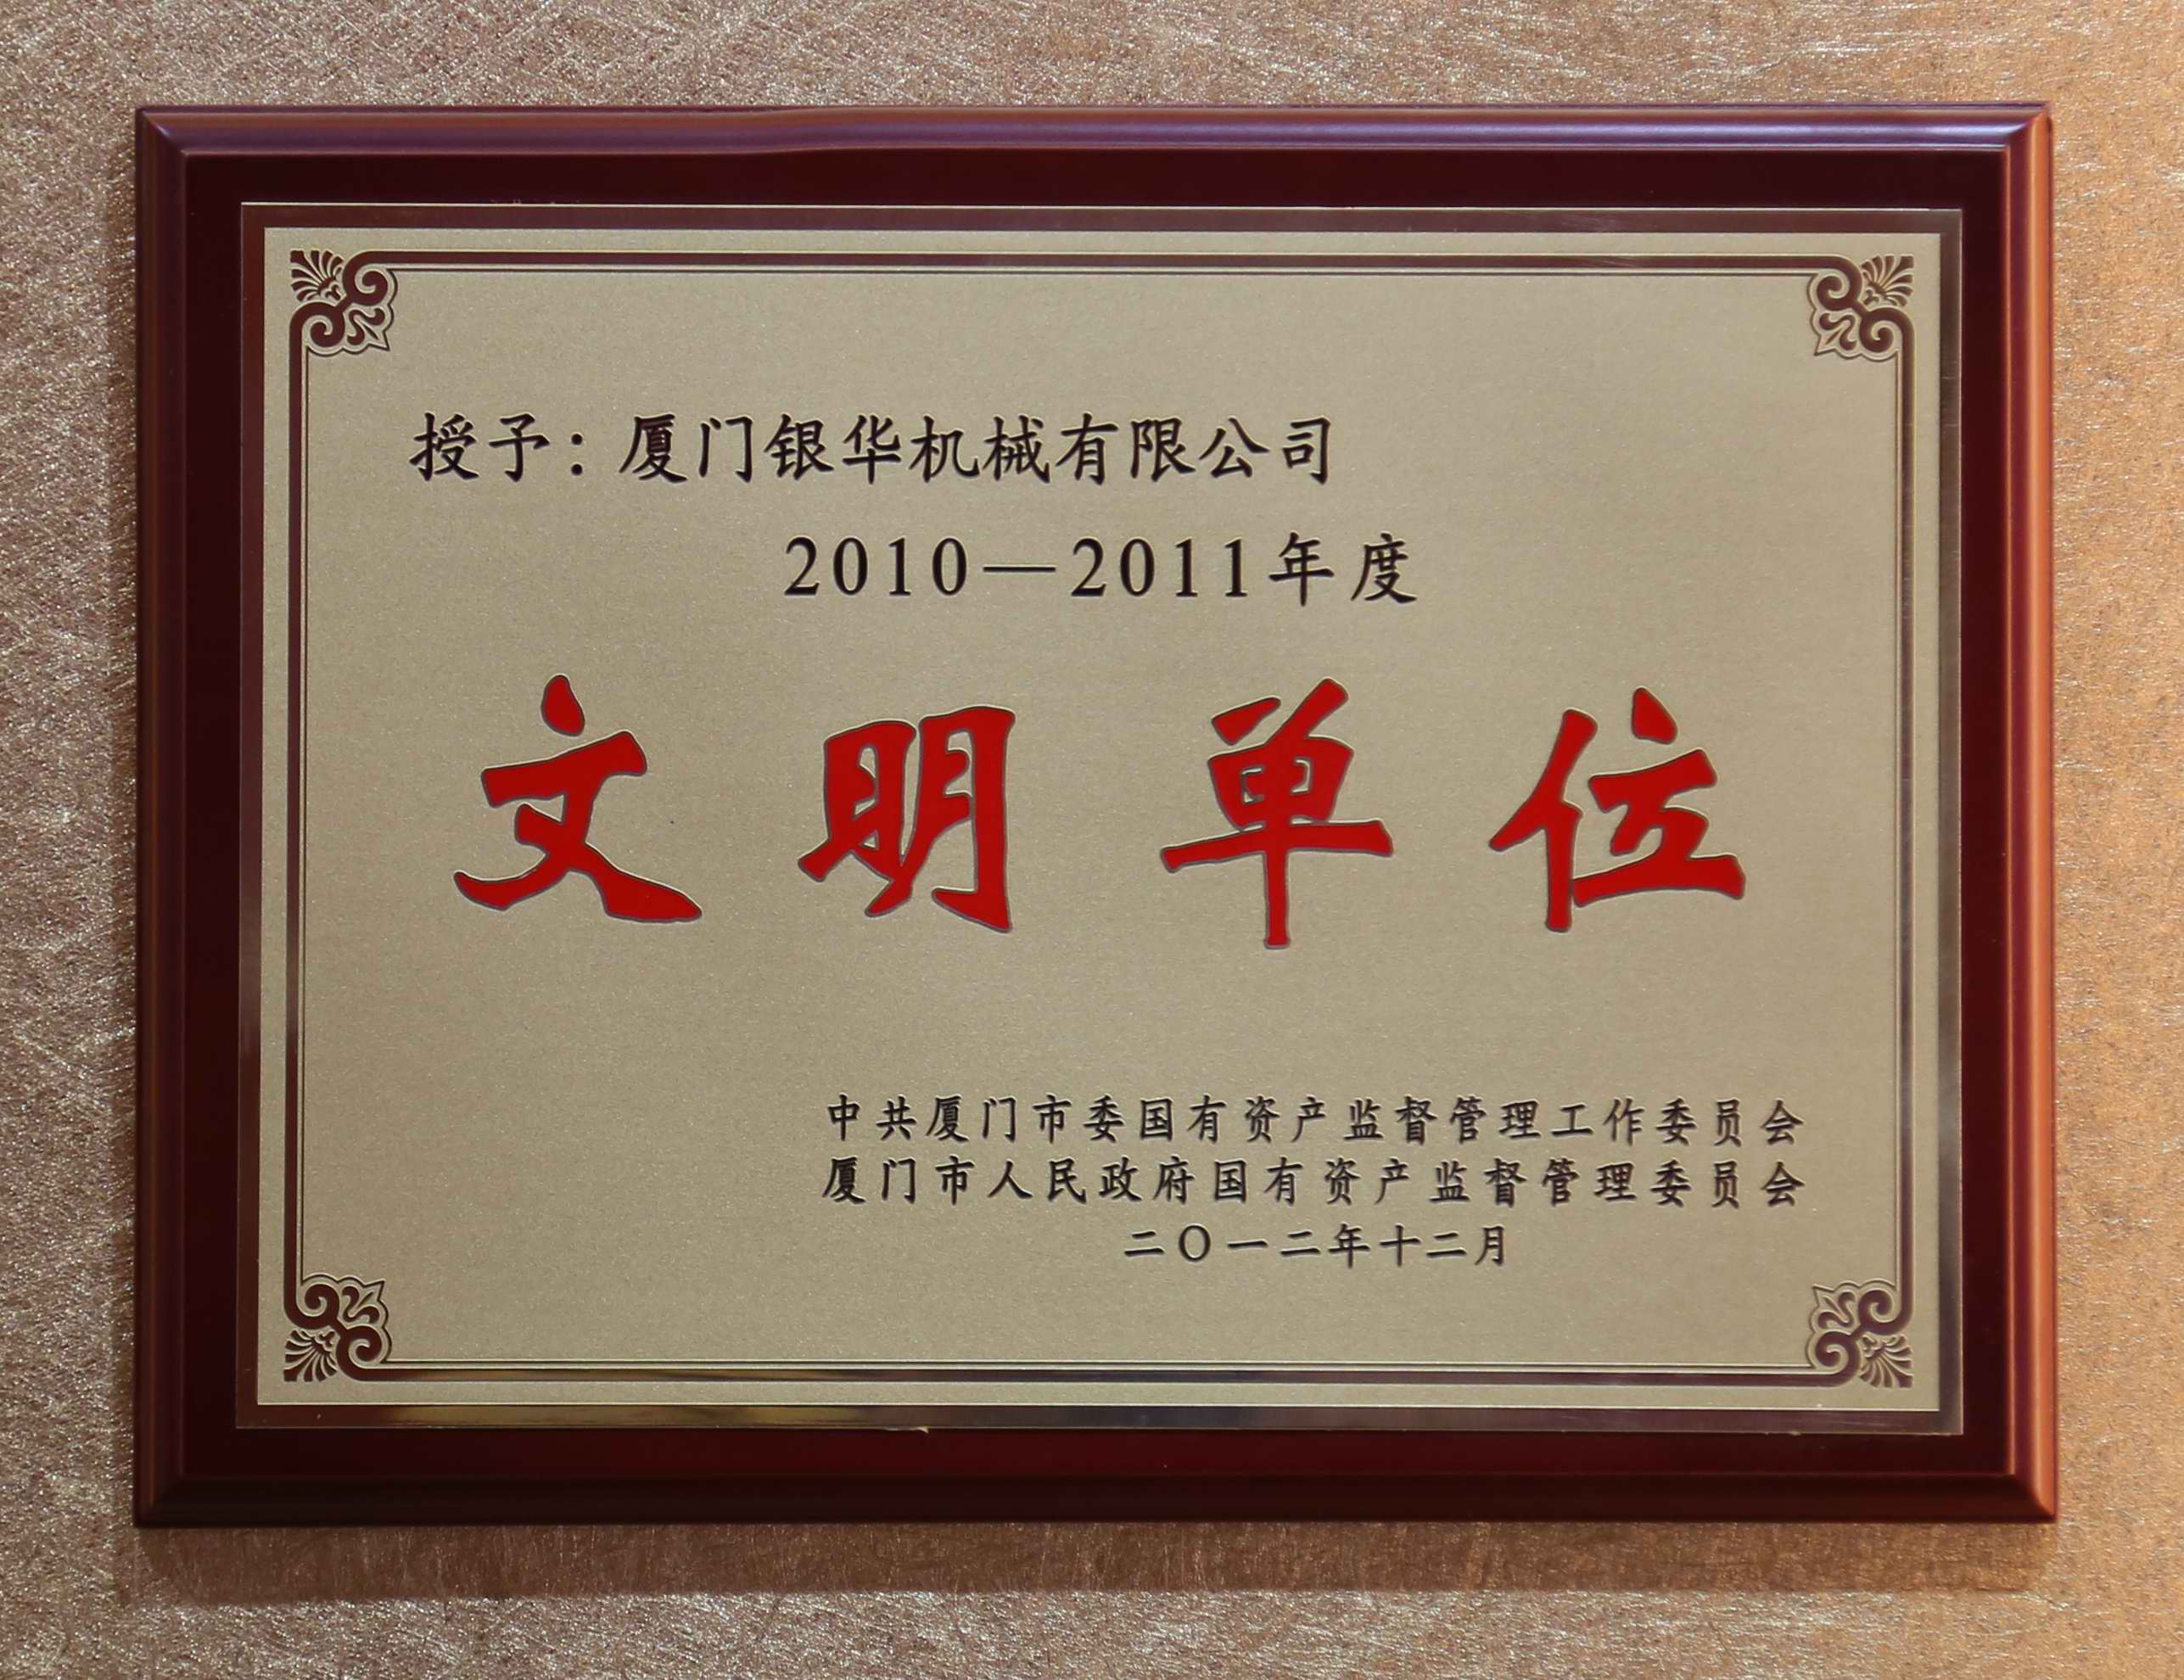 授予：厦门银华机械有限公司
2010—2011年度
文明单位
中共厦门市委国有资产监督管理工作委员会
厦门市人民政府国有资产监督管理委员会
二〇一二年十二月